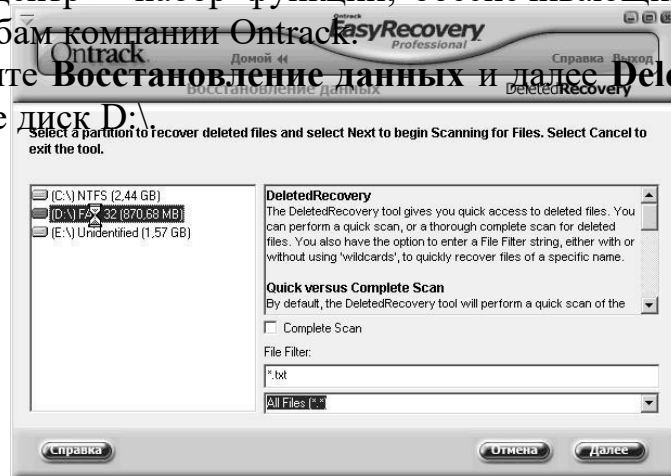 центр – набор функций, обеспечивающи
бам компании Ontrack.
Ontrack
EasyRecovery
Professional
Ontrack
Домой
Справка Выход
те Восстановление данных и далее Dele
Восстановление данных
DeletedRecovery
е диск D:\.
Select a partition to recover deleted files and select Next to begin Scanning for Files. Select Cancel to
exit the tool.
(C:\) NTFS (2,44 GB)
(D:\) FAT32 (870,68 MB)
(E:\) Unidentified (1,57 GB)
DeletedRecovery
The DeletedRecovery tool gives you quick access to deleted files. You
can perform a quick scan, or a thorough complete scan for deleted
files. You also have the option to enter a File Filter string, either with or
without using 'wildcards', to quickly recover files of a specific name.
Quick versus Complete Scan
By default, the DeletedRecovery tool will perform a quick scan of the
Complete Scan
File Filter:
*.txt
All Files (*.*)
Справка
Отмена
Далее